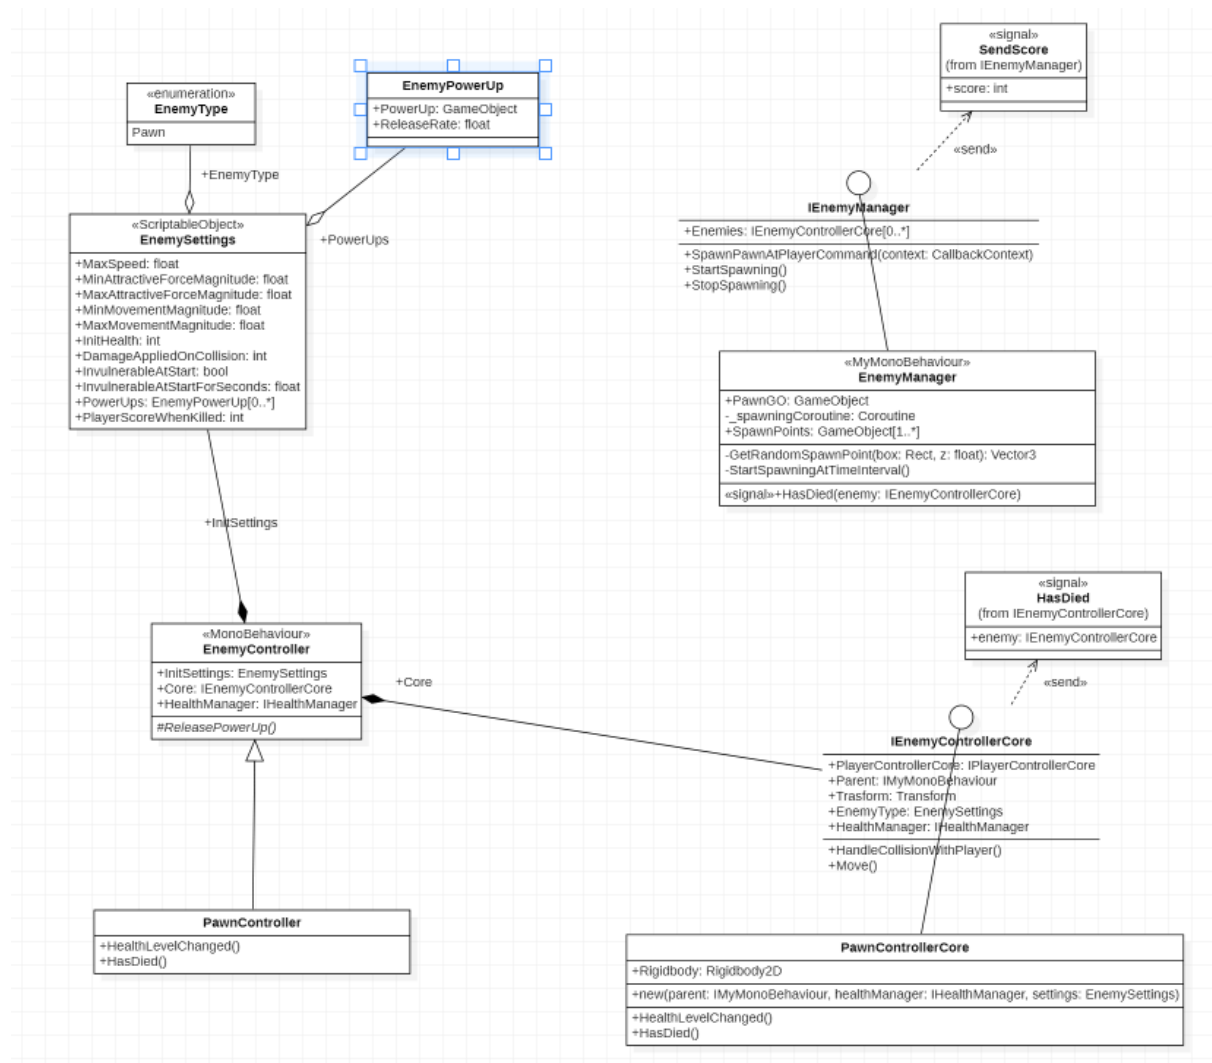 «enumeration»
EnemyType
Pawn
+EnemyType
EnemyPowerUp
+PowerUp: GameObject
+ReleaseRate: float
+PowerUps
«ScriptableObject»
EnemySettings
+MaxSpeed: float
+MinAttractiveForceMagnitude: float
+MaxAttractiveForceMagnitude: float
+MinMovementMagnitude: float
+MaxMovementMagnitude: float
+InitHealth: int
+DamageAppliedOnCollision: int
+InvulnerableAtStart: bool
+InvulnerableAtStartForSeconds: float
+PowerUps: EnemyPowerUp[0..*]
+PlayerScoreWhenKilled: int
+InitSettings
«MonoBehaviour»
EnemyController
+InitSettings: EnemySettings
+Core: IEnemyControllerCore
+HealthManager: IHealthManager
#ReleasePowerUp()
+Core
PawnController
+HealthLevelChanged()
+HasDied()
«signal»
SendScore
(from IEnemyManager)
+score: int
«send»
IEnemyManager
+Enemies: IEnemyControllerCore[0..*]
+SpawnPawnAtPlayerCommand(context: CallbackContext)
+StartSpawning()
+StopSpawning()
«MyMonoBehaviour»
EnemyManager
+PawnGO: GameObject
-_spawningCoroutine: Coroutine
+SpawnPoints: GameObject[1..*]
-GetRandomSpawnPoint(box: Rect, z: float): Vector3
-StartSpawningAtTimeInterval()
«signal»+HasDied(enemy: IEnemyControllerCore)
«signal»
HasDied
(from IEnemyControllerCore)
+enemy: IEnemyControllerCore
«send»
IEnemyControllerCore
+PlayerControllerCore: IPlayerControllerCore
+Parent: IMyMonoBehaviour
+Trasform: Transform
+EnemyType: EnemySettings
+HealthManager: IHealthManager
+HandleCollisionWithPlayer()
+Move()
PawnControllerCore
+Rigidbody: Rigidbody2D
+new(parent: IMyMonoBehaviour, healthManager: IHealthManager, settings: EnemySettings)
+HealthLevelChanged()
+HasDied()